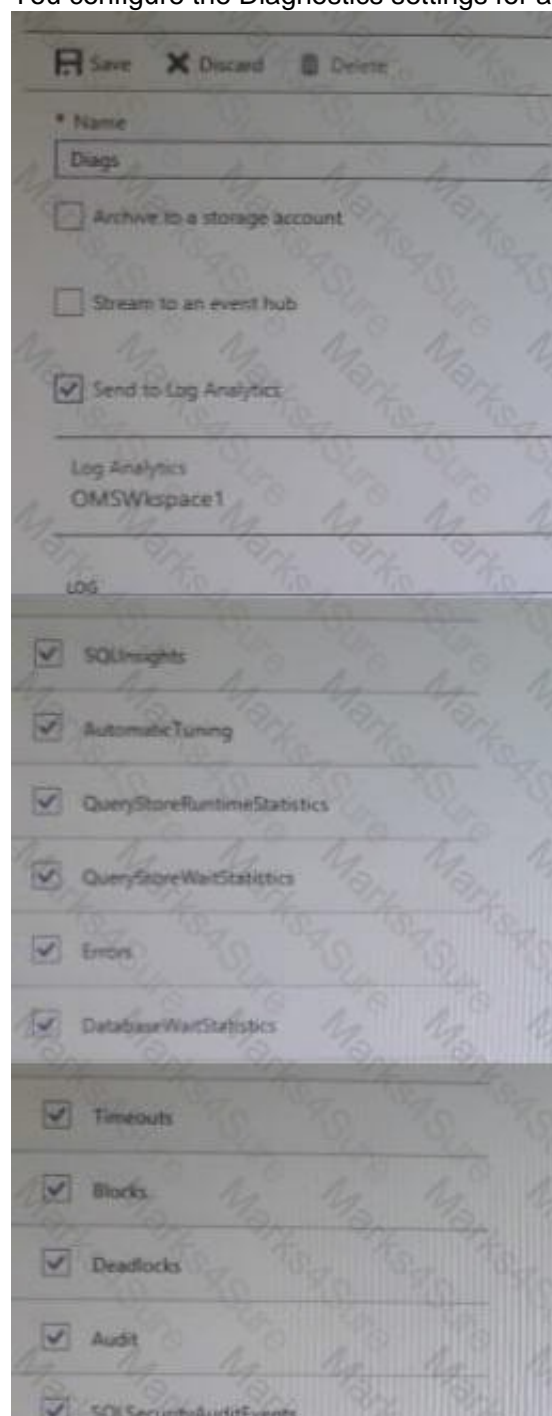 You configure the Diagnostics settings for a
Save Discard Delete
* Name
Diags
Archive to a storage account
Stream to an event hub
Send to Log Analytics
Log Analytics
OMSWkspace1
LOG
SQLInsights
AutomaticTuning
QueryStoreRuntimeStatistics
QueryStoreWaitStatistics
Errors
DatabaseWaitStatistics
Timeouts
Blocks
Deadlocks
Audit
SQLSecurityAuditEvents
Marks4Sure